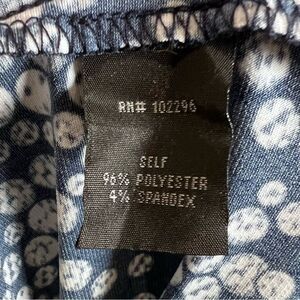 RN# 102296
SELF
96% POLYESTER
4% SPANDEX